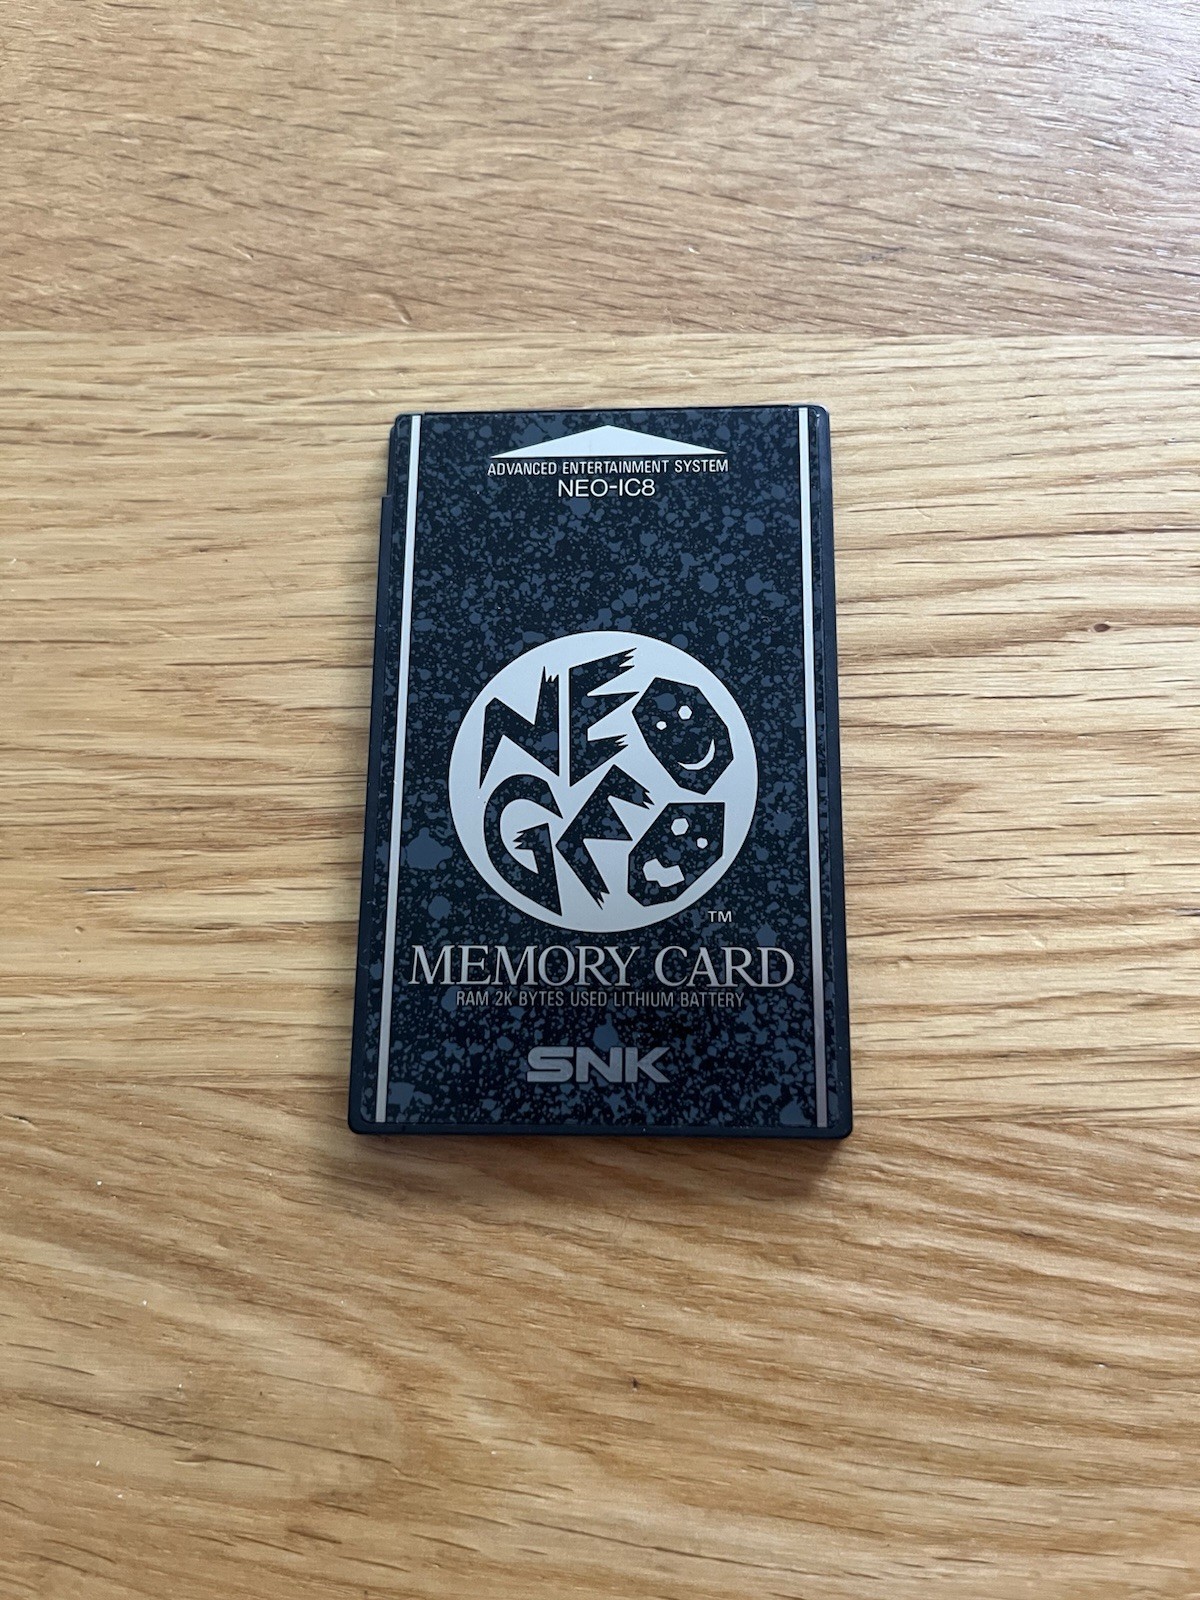 ADVANCED ENTERTAINMENT SYSTEM
NEO-IC8
NEO
GEO
TM
MEMORY CARD
RAM 2K BYTES USED LITHIUM BATTERY
SNK